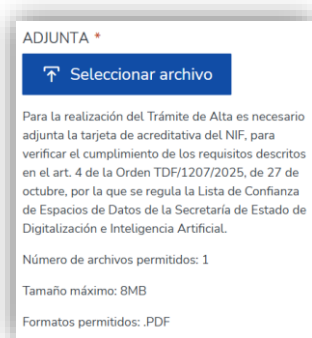 ADJUNTA *
Seleccionar archivo
Para la realización del Trámite de Alta es necesario
adjunta la tarjeta de acreditativa del NIF, para
verificar el cumplimiento de los requisitos descritos
en el art. 4 de la Orden TDF/1207/2025, de 27 de
octubre, por la que se regula la Lista de Confianza
de Espacios de Datos de la Secretaría de Estado de
Digitalización e Inteligencia Artificial.
Número de archivos permitidos: 1
Tamaño máximo: 8MB
Formatos permitidos: .PDF